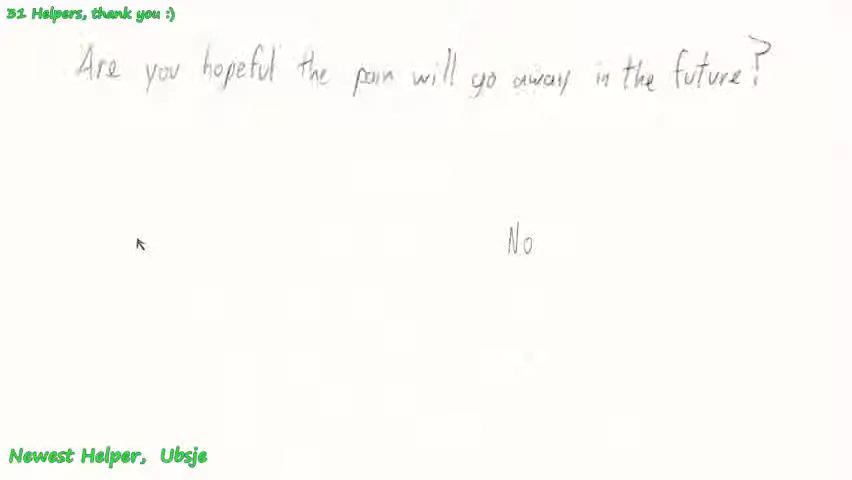 31 Helpers, thank you :)
Are you hopeful the pain will go away in the future?
No
Newest Helper, Ubsje